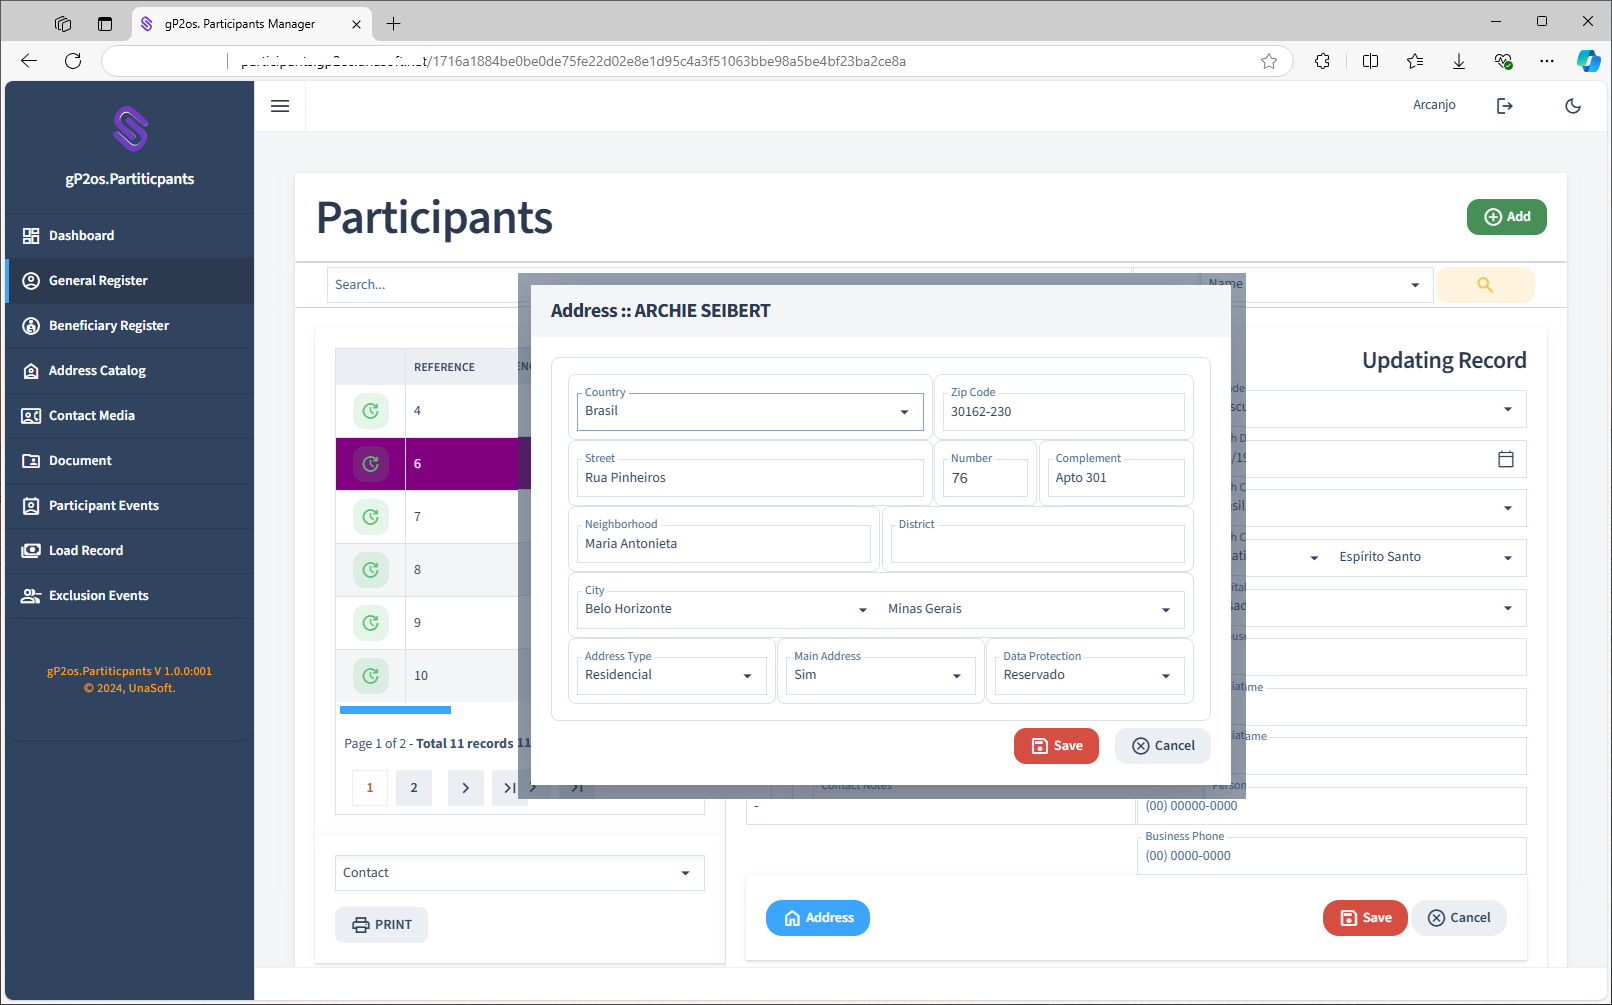 gP2os. Participants Manager
/1716a1884be0be0de75fe22d02e8e1d95c4a3f51063bbe98a5be4bf23ba2ce8a
Arcanjo
gP2os.Partiticpants
Dashboard
General Register
Beneficiary Register
Address Catalog
Contact Media
Document
Participant Events
Load Record
Exclusion Events
gP2os.Partiticpants V 1.0.0:001
© 2024, UnaSoft.
Participants
Add
Search...
Name
REFERENCE
4
6
7
8
9
10
Page 1 of 2 - Total 11 records 11
1
2
Contact
PRINT
Address :: ARCHIE SEIBERT
Country
Brasil
Zip Code
30162-230
Street
Rua Pinheiros
Number
76
Complement
Apto 301
Neighborhood
Maria Antonieta
District
City
Belo Horizonte
Minas Gerais
Address Type
Residencial
Main Address
Sim
Data Protection
Reservado
Save
Cancel
Updating Record
Espírito Santo
Contact Notes
-
(00) 00000-0000
Business Phone
(00) 0000-0000
Address
Save
Cancel